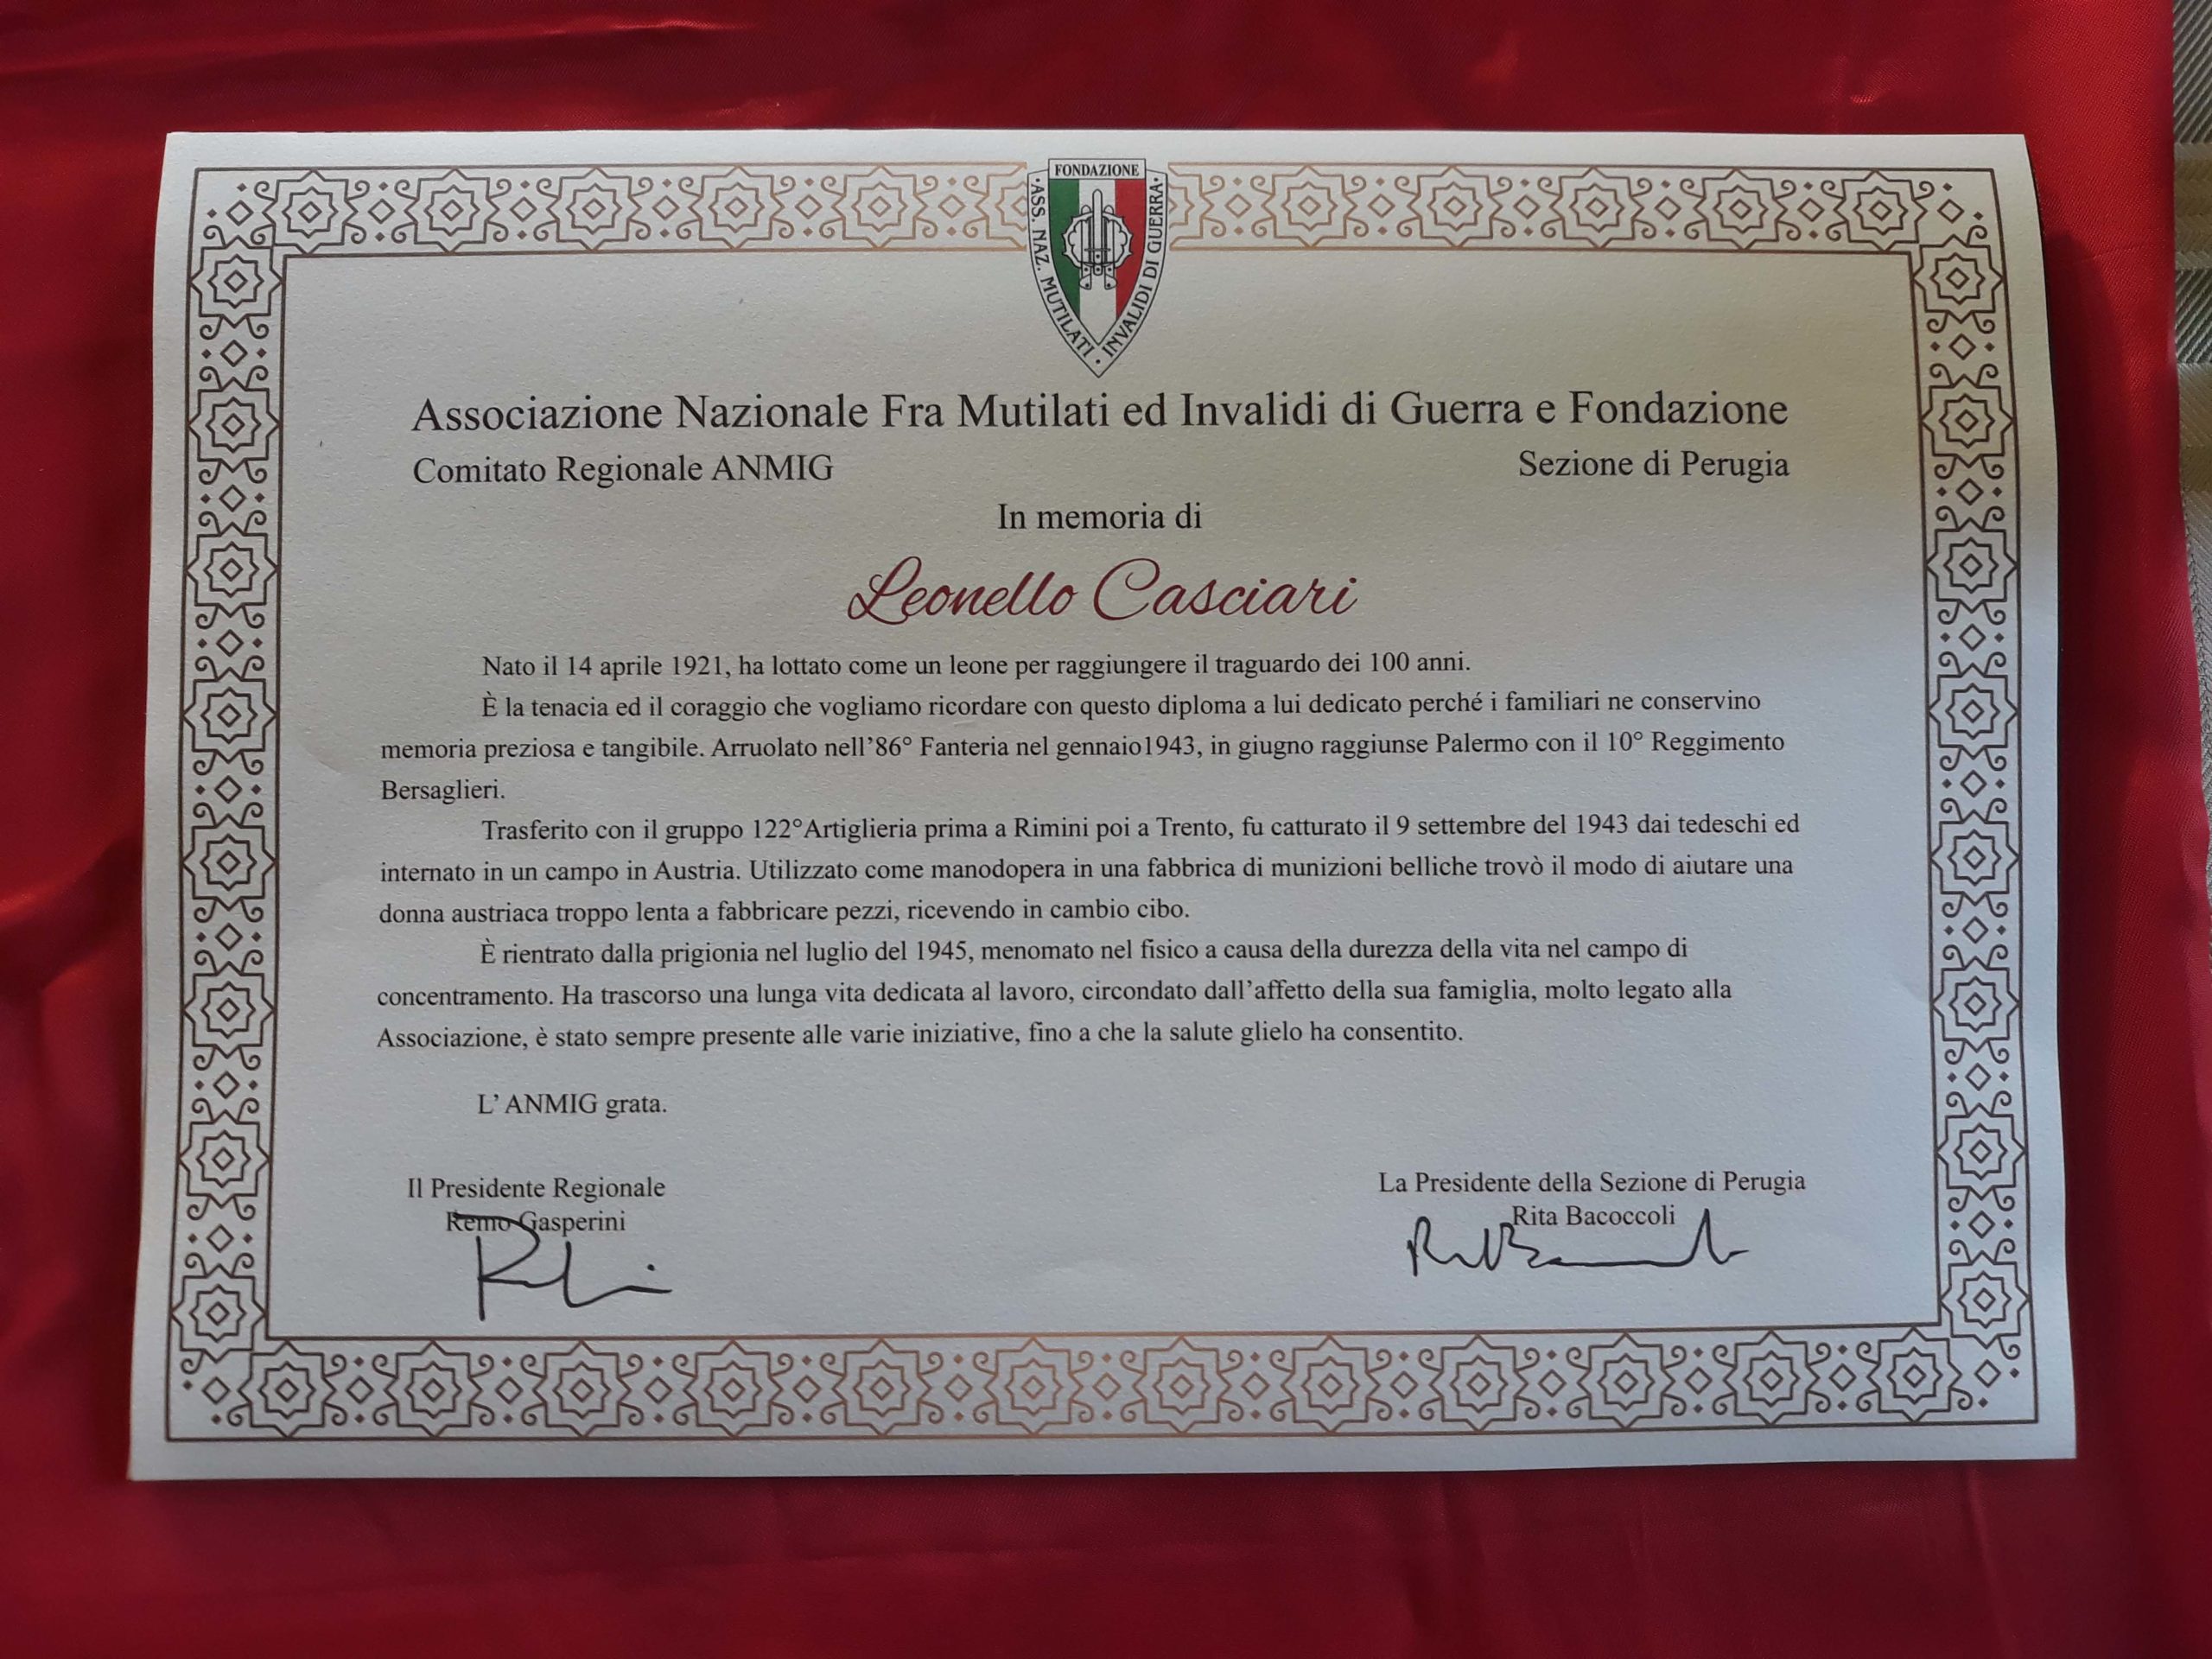 FONDAZIONE
·ASS. NAZ. MUTILATI · INVALIDI DI GUERRA·
Associazione Nazionale Fra Mutilati ed Invalidi di Guerra e Fondazione
Comitato Regionale ANMIG Sezione di Perugia
In memoria di
Leonello Casciari
Nato il 14 aprile 1921, ha lottato come un leone per raggiungere il traguardo dei 100 anni.
È la tenacia ed il coraggio che vogliamo ricordare con questo diploma a lui dedicato perché i familiari ne conservino
memoria preziosa e tangibile. Arruolato nell'86° Fanteria nel gennaio1943, in giugno raggiunse Palermo con il 10° Reggimento
Bersaglieri.
Trasferito con il gruppo 122°Artiglieria prima a Rimini poi a Trento, fu catturato il 9 settembre del 1943 dai tedeschi ed
internato in un campo in Austria. Utilizzato come manodopera in una fabbrica di munizioni belliche trovò il modo di aiutare una
donna austriaca troppo lenta a fabbricare pezzi, ricevendo in cambio cibo.
È rientrato dalla prigionia nel luglio del 1945, menomato nel fisico a causa della durezza della vita nel campo di
concentramento. Ha trascorso una lunga vita dedicata al lavoro, circondato dall'affetto della sua famiglia, molto legato alla
Associazione, è stato sempre presente alle varie iniziative, fino a che la salute glielo ha consentito.
L' ANMIG grata.
Il Presidente Regionale La Presidente della Sezione di Perugia
Remo Gasperini Rita Bacoccoli